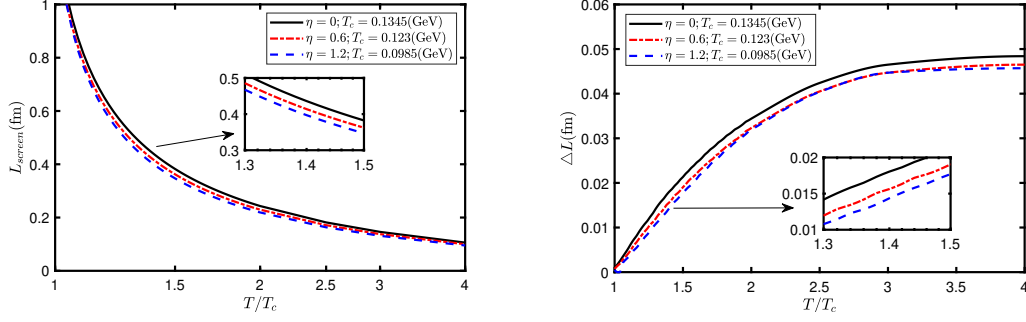 1
0.8
0.6
0.4
0.2
0
L_screen(fm)
η = 0; T_c = 0.1345(GeV)
η = 0.6; T_c = 0.123(GeV)
η = 1.2; T_c = 0.0985(GeV)
0.5
0.4
0.3
1.3 1.4 1.5
1 1.5 2 2.5 3 4
T/T_c
0.06
0.05
0.04
0.03
0.02
0.01
0
△L(fm)
η = 0; T_c = 0.1345(GeV)
η = 0.6; T_c = 0.123(GeV)
η = 1.2; T_c = 0.0985(GeV)
0.02
0.015
0.01
1.3 1.4 1.5
1 1.5 2 2.5 3 3.5 4
T/T_c